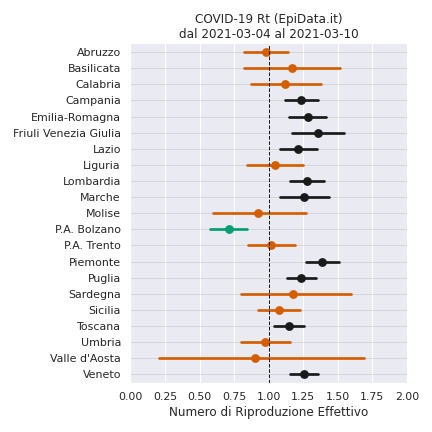 COVID-19 Rt (EpiData.it)
dal 2021-03-04 al 2021-03-10
Abruzzo
Basilicata
Calabria
Campania
Emilia-Romagna
Friuli Venezia Giulia
Lazio
Liguria
Lombardia
Marche
Molise
P.A. Bolzano
P.A. Trento
Piemonte
Puglia
Sardegna
Sicilia
Toscana
Umbria
Valle d'Aosta
Veneto
0.00 0.25 0.50 0.75 1.00 1.25 1.50 1.75 2.00
Numero di Riproduzione Effettivo